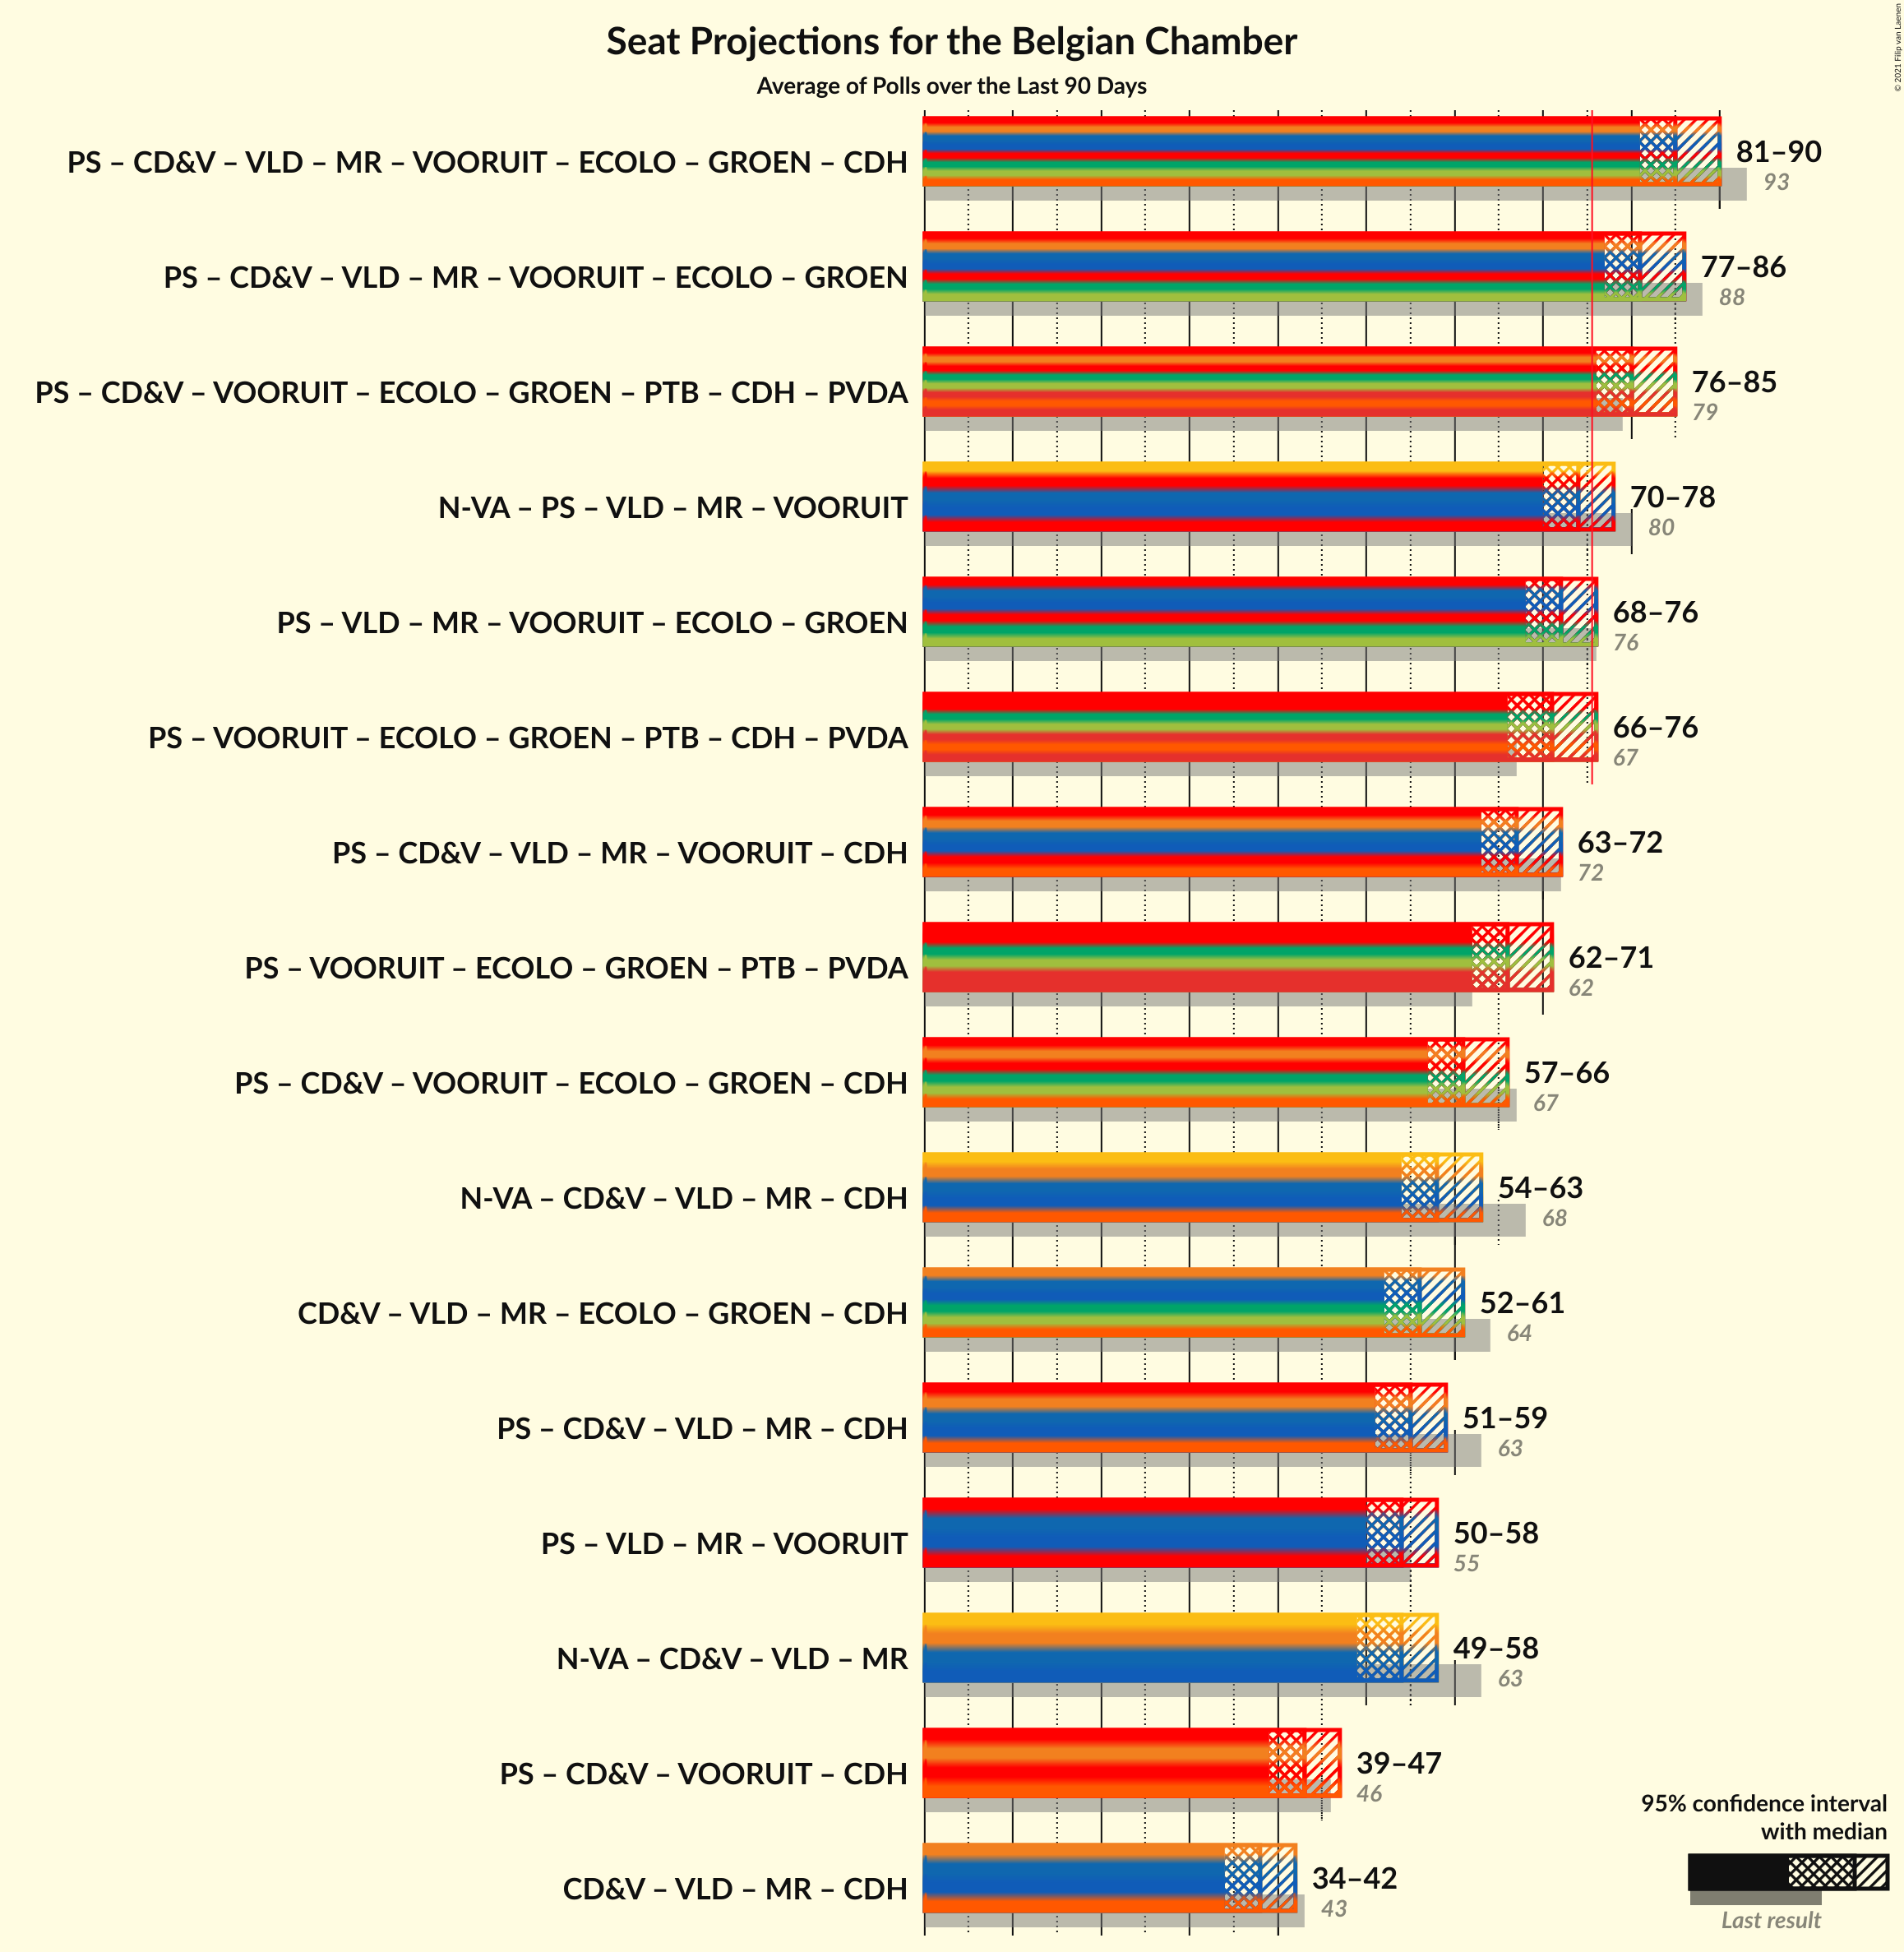 Seat Projections for the Belgian Chamber
Average of Polls over the Last 90 Days
© 2021 Filip van Laenen
PS – CD&V – VLD – MR – VOORUIT – ECOLO – GROEN – CDH
81–90
93
PS – CD&V – VLD – MR – VOORUIT – ECOLO – GROEN
77–86
88
PS – CD&V – VOORUIT – ECOLO – GROEN – PTB – CDH – PVDA
76–85
79
N-VA – PS – VLD – MR – VOORUIT
70–78
80
PS – VLD – MR – VOORUIT – ECOLO – GROEN
68–76
76
PS – VOORUIT – ECOLO – GROEN – PTB – CDH – PVDA
66–76
67
PS – CD&V – VLD – MR – VOORUIT – CDH
63–72
72
PS – VOORUIT – ECOLO – GROEN – PTB – PVDA
62–71
62
PS – CD&V – VOORUIT – ECOLO – GROEN – CDH
57–66
67
N-VA – CD&V – VLD – MR – CDH
54–63
68
CD&V – VLD – MR – ECOLO – GROEN – CDH
52–61
64
PS – CD&V – VLD – MR – CDH
51–59
63
PS – VLD – MR – VOORUIT
50–58
55
N-VA – CD&V – VLD – MR
49–58
63
PS – CD&V – VOORUIT – CDH
39–47
46
CD&V – VLD – MR – CDH
34–42
43
95% confidence interval
with median
Last result